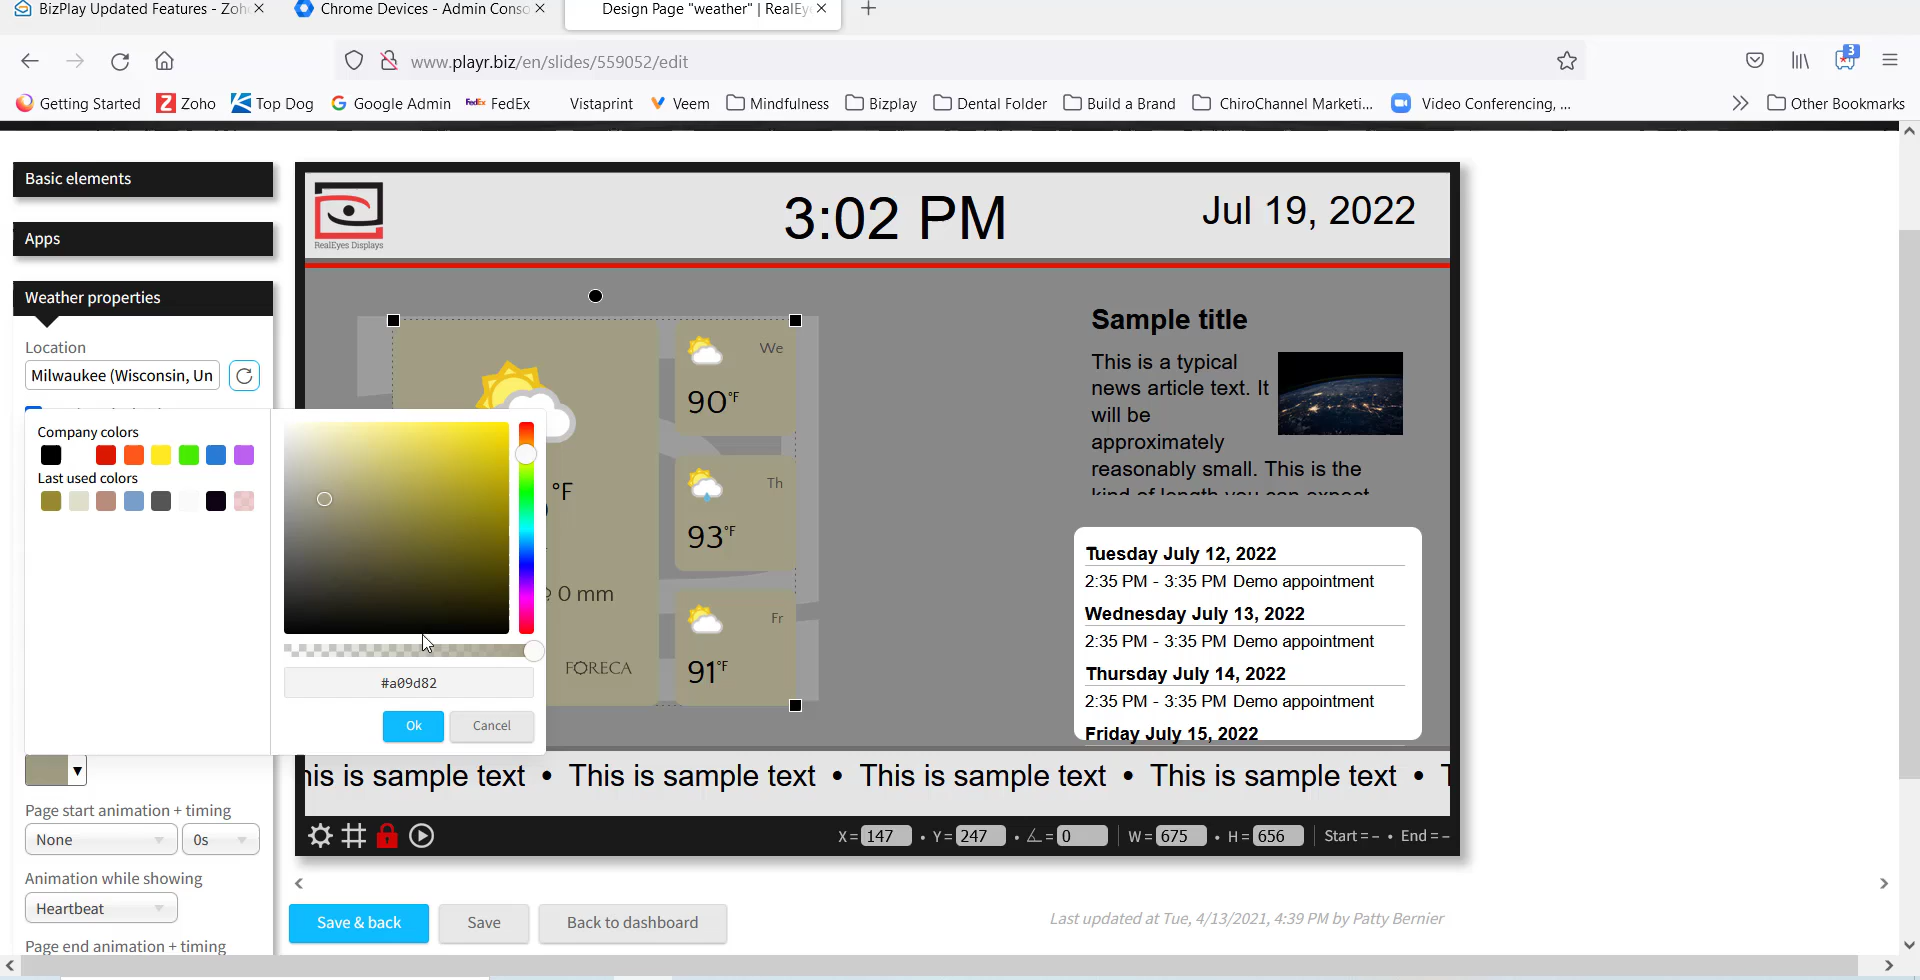 BizPlay Updated Features - Zoh
Chrome Devices - Admin Conso
Design Page "weather" | RealEye
www.playr.biz/en/slides/559052/edit
3
Getting Started
Zoho
Top Dog
Google Admin
FedEx
FedEx
Vistaprint
Veem
Mindfulness
Bizplay
Dental Folder
Build a Brand
ChiroChannel Marketi...
Video Conferencing, ...
Other Bookmarks
Basic elements
Apps
Weather properties
Location
Milwaukee (Wisconsin, Un
Company colors
Last used colors
#a09d82
Ok
Cancel
Page start animation + timing
None
0s
Animation while showing
Heartbeat
Page end animation + timing
RealEyes Displays
3:02 PM
Jul 19, 2022
°F
0 mm
FORECA
We
90°F
Th
93°F
Fr
91°F
Sample title
This is a typical
news article text. It
will be
approximately
reasonably small. This is the
kind of length you can expect
Tuesday July 12, 2022
2:35 PM - 3:35 PM Demo appointment
Wednesday July 13, 2022
2:35 PM - 3:35 PM Demo appointment
Thursday July 14, 2022
2:35 PM - 3:35 PM Demo appointment
Friday July 15, 2022
his is sample text • This is sample text • This is sample text • This is sample text • T
X = 147 • Y = 247 • ∠ = 0 W = 675 • H = 656 Start = – • End = –
Save & back
Save
Back to dashboard
Last updated at Tue, 4/13/2021, 4:39 PM by Patty Bernier